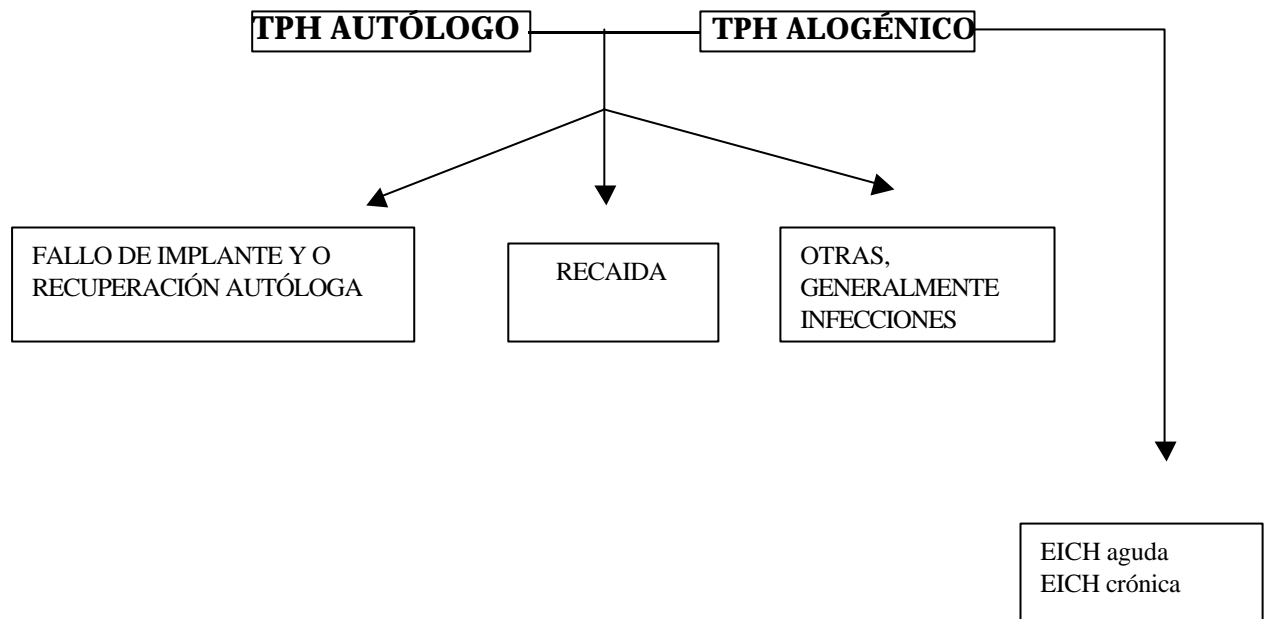 TPH AUTÓLOGO
TPH ALOGÉNICO
FALLO DE IMPLANTE Y O
RECUPERACIÓN AUTÓLOGA
RECAIDA
OTRAS,
GENERALMENTE
INFECCIONES
EICH aguda
EICH crónica